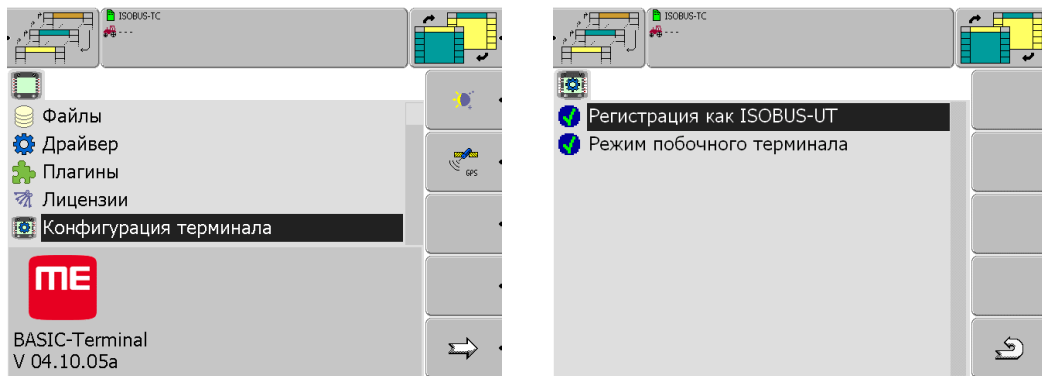 ISOBUS-TC
---
Файлы
Драйвер
Плагины
Лицензии
Конфигурация терминала
GPS
ME
BASIC-Terminal
V 04.10.05a
ISOBUS-TC
---
Регистрация как ISOBUS-UT
Режим побочного терминала